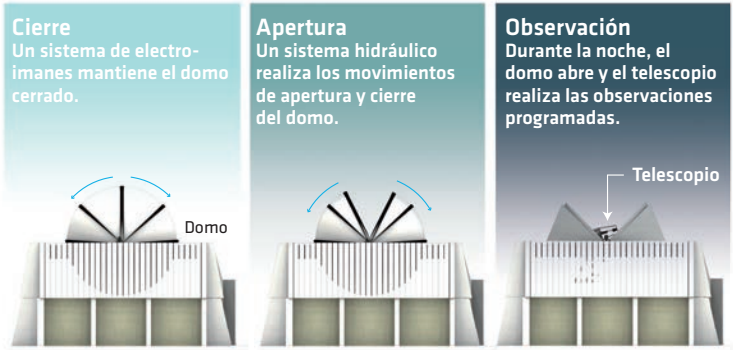 Cierre
Un sistema de electro-
imanes mantiene el domo
cerrado.
Domo
Apertura
Un sistema hidráulico
realiza los movimientos
de apertura y cierre
del domo.
Observación
Durante la noche, el
domo abre y el telescopio
realiza las observaciones
programadas.
Telescopio